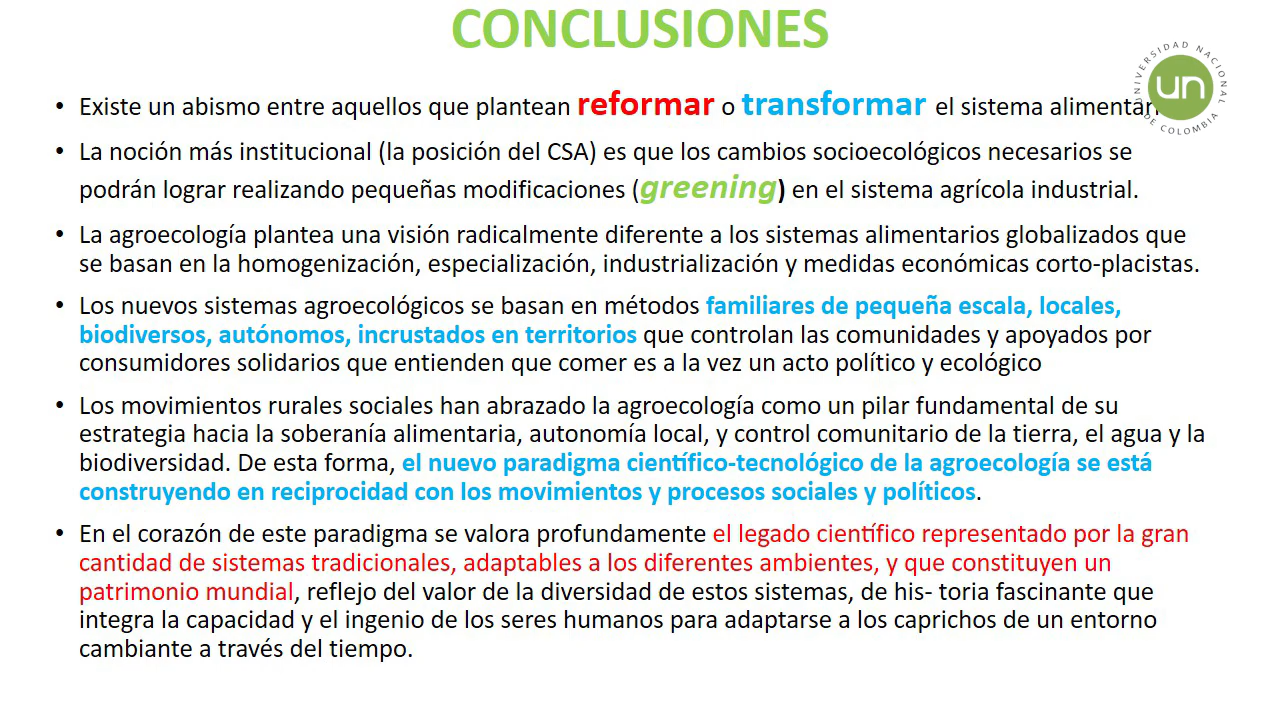 CONCLUSIONES
UNIVERSIDAD NACIONAL
DE COLOMBIA
un
• Existe un abismo entre aquellos que plantean reformar o transformar el sistema
• La noción más institucional (la posición del CSA) es que los cambios socioecológicos necesarios se
podrán lograr realizando pequeñas modificaciones (greening) en el sistema agrícola industrial.
• La agroecología plantea una visión radicalmente diferente a los sistemas alimentarios globalizados que
se basan en la homogenización, especialización, industrialización y medidas económicas corto-placistas.
• Los nuevos sistemas agroecológicos se basan en métodos familiares de pequeña escala, locales,
biodiversos, autónomos, incrustados en territorios que controlan las comunidades y apoyados por
consumidores solidarios que entienden que comer es a la vez un acto político y ecológico
• Los movimientos rurales sociales han abrazado la agroecología como un pilar fundamental de su
estrategia hacia la soberanía alimentaria, autonomía local, y control comunitario de la tierra, el agua y la
biodiversidad. De esta forma, el nuevo paradigma científico-tecnológico de la agroecología se está
construyendo en reciprocidad con los movimientos y procesos sociales y políticos.
• En el corazón de este paradigma se valora profundamente el legado científico representado por la gran
cantidad de sistemas tradicionales, adaptables a los diferentes ambientes, y que constituyen un
patrimonio mundial, reflejo del valor de la diversidad de estos sistemas, de his- toria fascinante que
integra la capacidad y el ingenio de los seres humanos para adaptarse a los caprichos de un entorno
cambiante a través del tiempo.